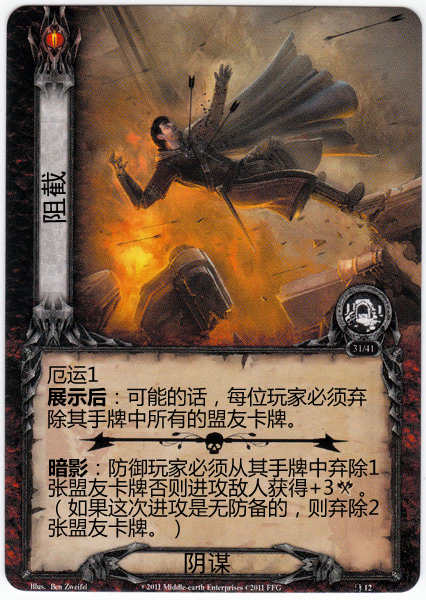 阻截
31/41
厄运1
展示后：可能的话，每位玩家必须弃
除其手牌中所有的盟友卡牌。
暗影：防御玩家必须从其手牌中弃除1
张盟友卡牌否则进攻敌人获得+3。
（如果这次进攻是无防备的，则弃除2
张盟友卡牌。）
阴谋
Illus. Ben Zweifel
©2011 Middle-earth Enterprises ©2011 FFG
12